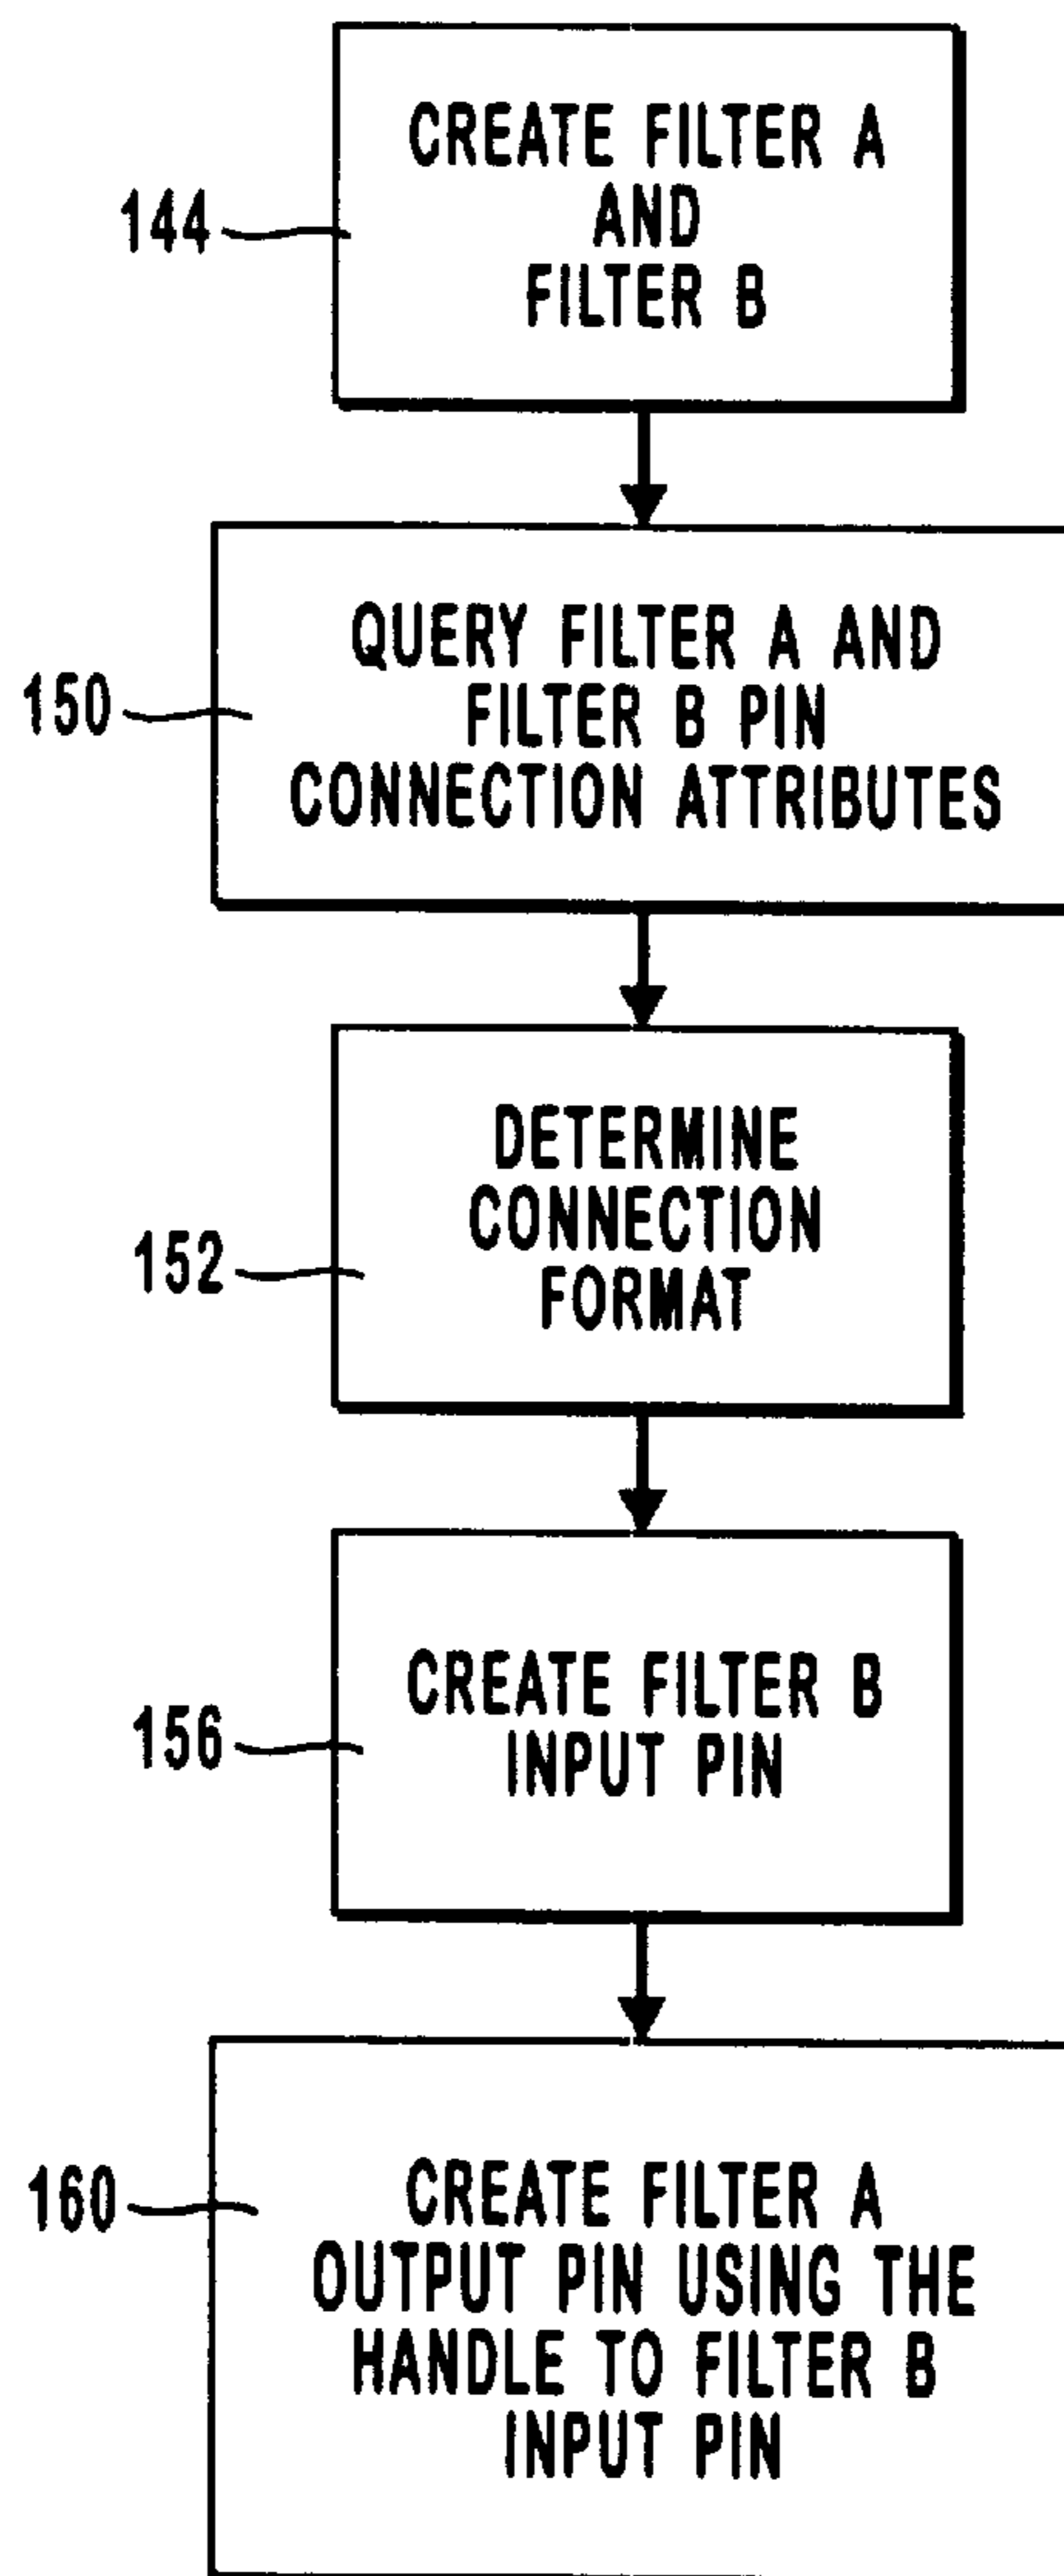 CREATE FILTER A
AND
FILTER B
144
QUERY FILTER A AND
FILTER B PIN
CONNECTION ATTRIBUTES
150
DETERMINE
CONNECTION
FORMAT
152
CREATE FILTER B
INPUT PIN
156
CREATE FILTER A
OUTPUT PIN USING THE
HANDLE TO FILTER B
INPUT PIN
160